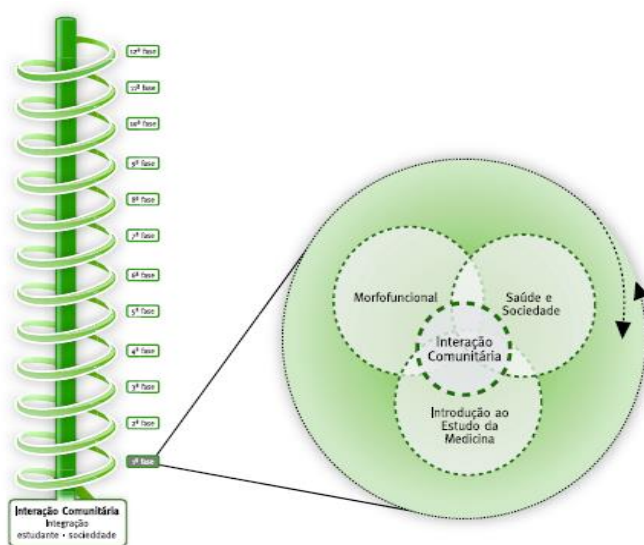 12ª fase
11ª fase
10ª fase
9ª fase
8ª fase
7ª fase
6ª fase
5ª fase
4ª fase
3ª fase
2ª fase
1ª fase
Interação Comunitária
Integração
estudante • sociedddade
Morfofuncional
Saúde e
Sociedade
Interação
Comunitária
Introdução ao
Estudo da
Medicina